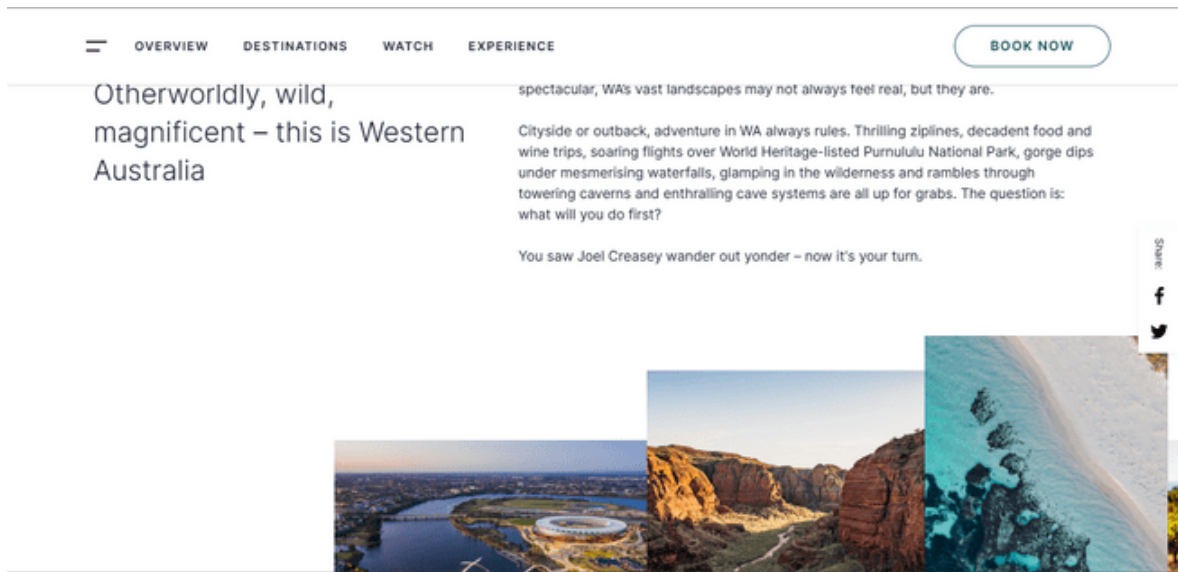 OVERVIEW DESTINATIONS WATCH EXPERIENCE BOOK NOW
Otherworldly, wild,
magnificent – this is Western
Australia
spectacular, WA's vast landscapes may not always feel real, but they are.
Cityside or outback, adventure in WA always rules. Thrilling ziplines, decadent food and
wine trips, soaring flights over World Heritage-listed Purnululu National Park, gorge dips
under mesmerising waterfalls, glamping in the wilderness and rambles through
towering caverns and enthralling cave systems are all up for grabs. The question is:
what will you do first?
You saw Joel Creasey wander out yonder – now it's your turn.
Share: